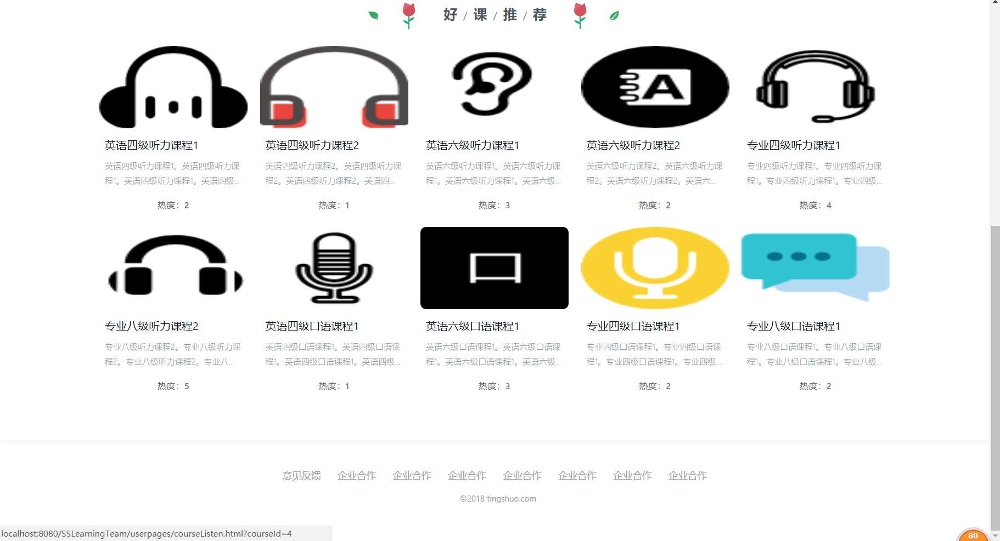 好 / 课 / 推 / 荐
A
英语四级听力课程1
英语四级听力课程1。英语四级听力课
程1。英语四级听力课程1。英语四级...
热度：2
英语四级听力课程2
英语四级听力课程2。英语四级听力课
程2。英语四级听力课程2。英语四...
热度：1
英语六级听力课程1
英语六级听力课程1。英语六级听力课
程1。英语六级听力课程1。英语六级...
热度：3
英语六级听力课程2
英语六级听力课程2。英语六级听力课
程2。英语六级听力课程2。英语六...
热度：2
专业四级听力课程1
专业四级听力课程1。专业四级听力课
程1。专业四级听力课程1。专业四级...
热度：4
专业八级听力课程2
专业八级听力课程2。专业八级听力课
程2。专业八级听力课程2。专业八...
热度：5
英语四级口语课程1
英语四级口语课程1。英语四级口语课
程1。英语四级口语课程1。英语四级...
热度：1
英语六级口语课程1
英语六级口语课程1。英语六级口语课
程1。英语六级口语课程1。英语六级...
热度：3
专业四级口语课程1
专业四级口语课程1。专业四级口语课
程1。专业四级口语课程1。专业四级...
热度：2
专业八级口语课程1
专业八级口语课程1。专业八级口语课
程1。专业八级口语课程1。专业八级...
热度：2
意见反馈 企业合作 企业合作 企业合作 企业合作 企业合作 企业合作 企业合作
©2018 tingshuo.com
localhost:8080/SSLearningTeam/userpages/courseListen.html?courseId=4
80